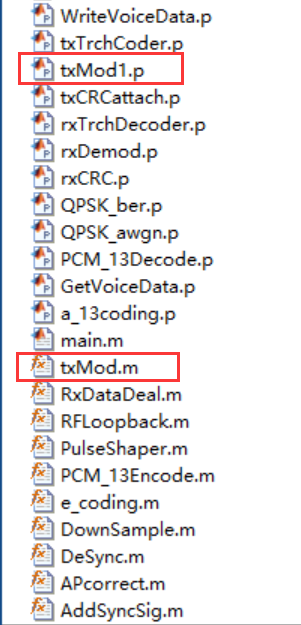 WriteVoiceData.p
txTrchCoder.p
txMod1.p
txCRCattach.p
rxTrchDecoder.p
rxDemod.p
rxCRC.p
QPSK_ber.p
QPSK_awgn.p
PCM_13Decode.p
GetVoiceData.p
a_13coding.p
main.m
txMod.m
RxDataDeal.m
RFLoopback.m
PulseShaper.m
PCM_13Encode.m
e_coding.m
DownSample.m
DeSync.m
APcorrect.m
AddSyncSig.m